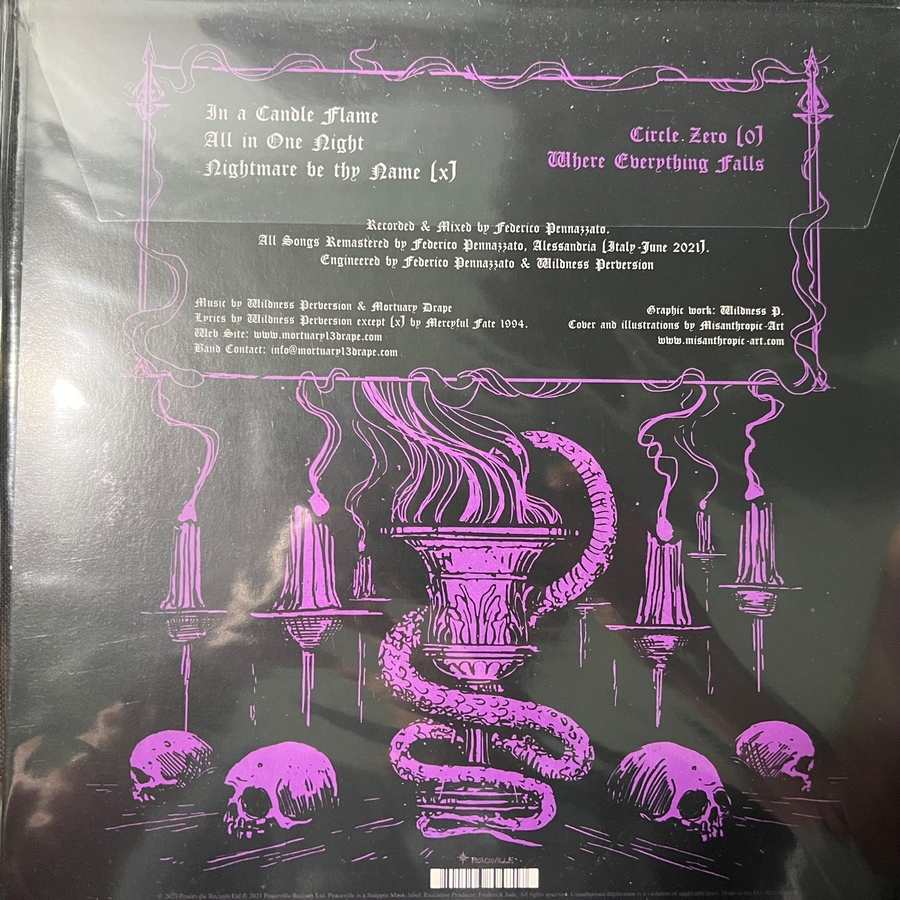 In a Candle Flame
All in One Night
Nightmare be thy Name [x]
Circle Zero [0]
Where Everything Falls
Recorded & Mixed by Federico Pennazzato.
All Songs Remastered by Federico Pennazzato, Alessandria [Italy-June 2021].
Engineered by Federico Pennazzato & Wildness Perversion
Music by Wildness Perversion & Mortuary Drape
Lyrics by Wildness Perversion except [x] by Mercyful Fate 1994.
Web Site: www.mortuary13drape.com
Band Contact: info@mortuary13drape.com
Graphic work: Wildness P.
Cover and illustrations by Misanthropic-Art
www.misanthropic-art.com
PEACEVILLE